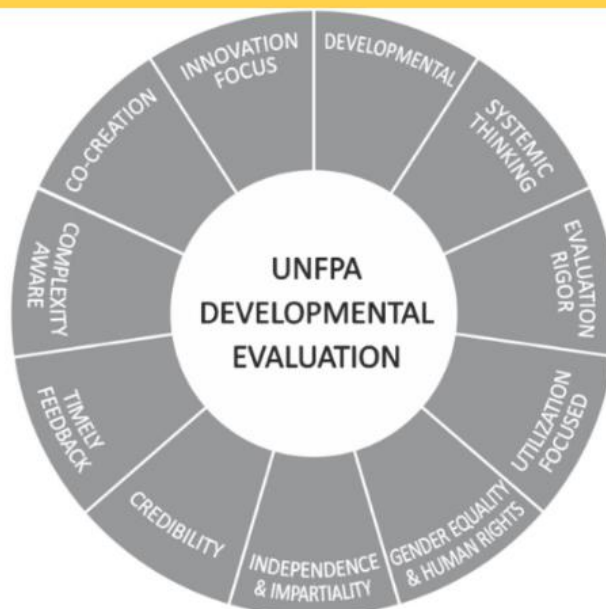 INNOVATION
FOCUS
DEVELOPMENTAL
SYSTEMIC
THINKING
EVALUATION
RIGOR
UTILIZATION
FOCUSED
GENDER EQUALITY
& HUMAN RIGHTS
INDEPENDENCE
& IMPARTIALITY
CREDIBILITY
TIMELY
FEEDBACK
COMPLEXITY
AWARE
CO-CREATION
UNFPA
DEVELOPMENTAL
EVALUATION